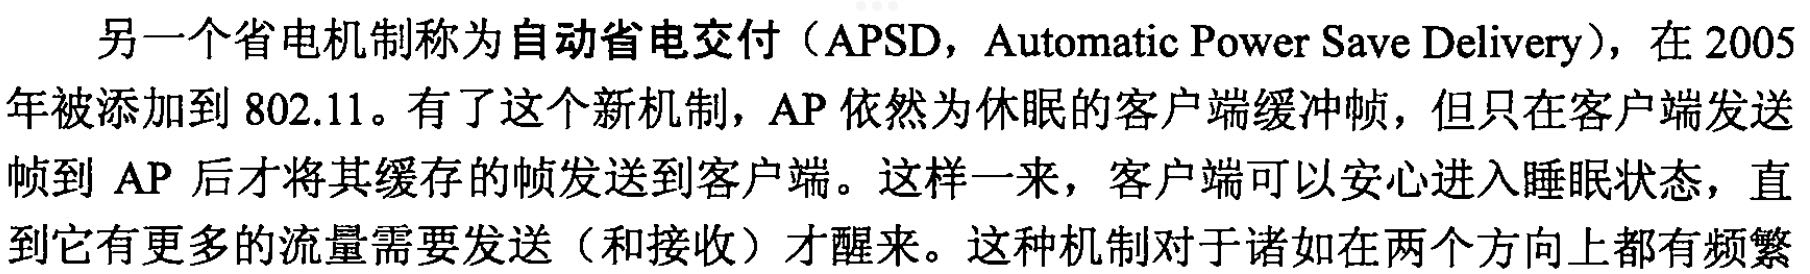 另一个省电机制称为自动省电交付（APSD，Automatic Power Save Delivery），在 2005
年被添加到 802.11。有了这个新机制，AP 依然为休眠的客户端缓冲帧，但只在客户端发送
帧到 AP 后才将其缓存的帧发送到客户端。这样一来，客户端可以安心进入睡眠状态，直
到它有更多的流量需要发送（和接收）才醒来。这种机制对于诸如在两个方向上都有频繁